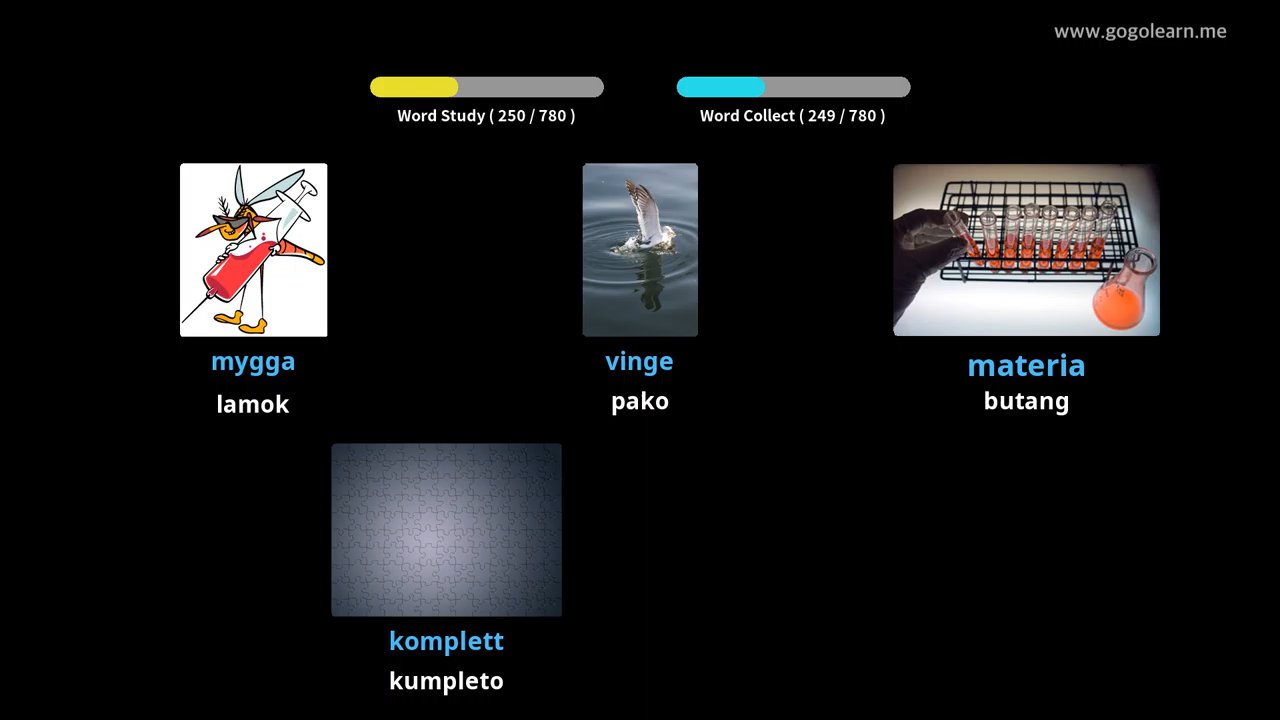 www.gogolearn.me
Word Study ( 250 / 780 )
Word Collect ( 249 / 780 )
mygga
lamok
vinge
pako
materia
butang
komplett
kumpleto